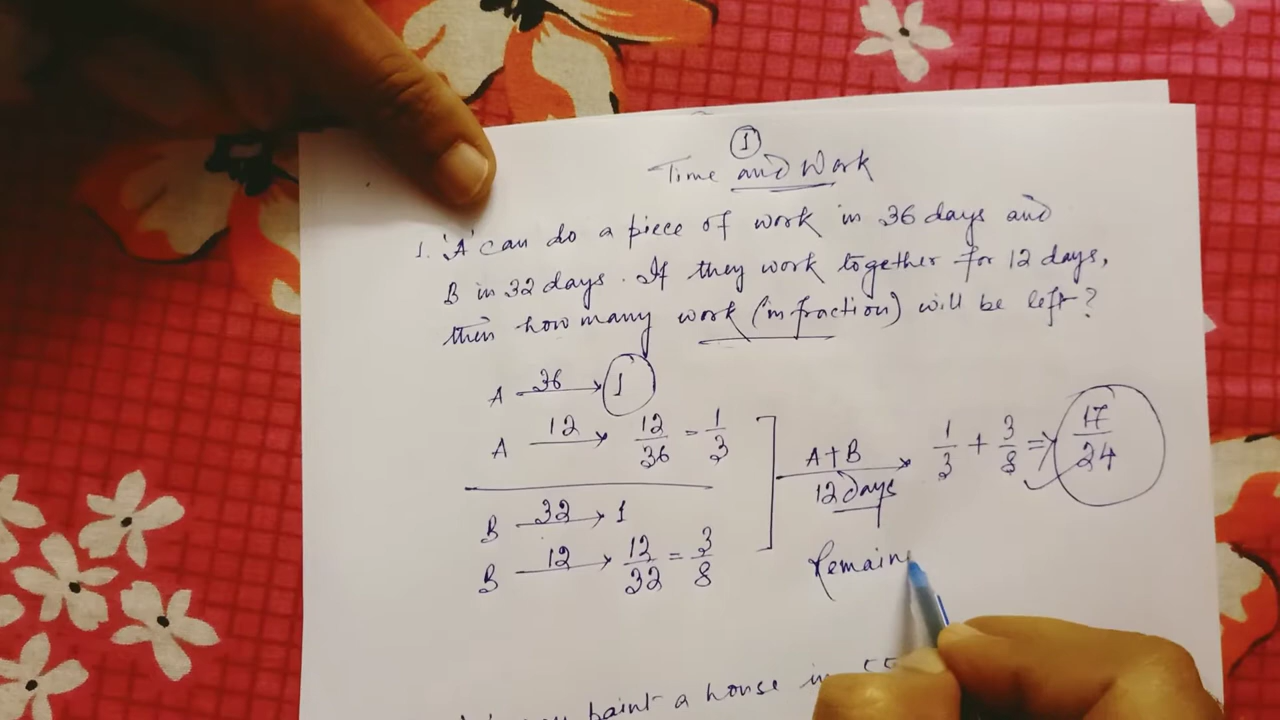 1
Time and Work
1. 'A' can do a piece of work in 36 days and
B in 32 days. If they work together for 12 days,
then how many work (in fraction) will be left?
A 36→ 1
A 12→ 12/36 = 1/3
B 32→ 1
B 12→ 12/32 = 3/8
A+B → 1/3 + 3/8 ⇒ 17/24
12 days
Remain
paint a house in